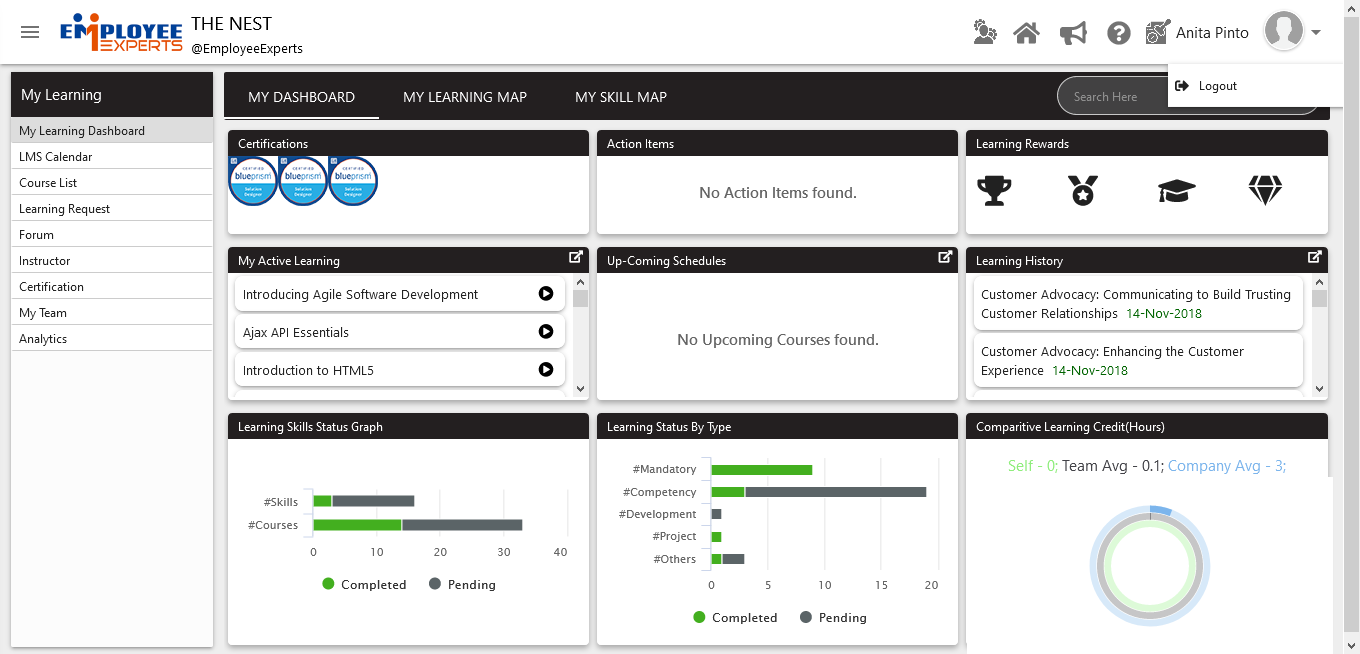 EMPLOYEE
EXPERTS
THE NEST
@EmployeeExperts
Anita Pinto
Logout
My Learning
My Learning Dashboard
LMS Calendar
Course List
Learning Request
Forum
Instructor
Certification
My Team
Analytics
MY DASHBOARD
MY LEARNING MAP
MY SKILL MAP
Search Here
Certifications
CERTIFIED
blueprism
Solution
Designer
CERTIFIED
blueprism
Solution
Designer
CERTIFIED
blueprism
Solution
Designer
Action Items
No Action Items found.
Learning Rewards
My Active Learning
Introducing Agile Software Development
Ajax API Essentials
Introduction to HTML5
Up-Coming Schedules
No Upcoming Courses found.
Learning History
Customer Advocacy: Communicating to Build Trusting
Customer Relationships 14-Nov-2018
Customer Advocacy: Enhancing the Customer
Experience 14-Nov-2018
Learning Skills Status Graph
#Skills
#Courses
0 10 20 30 40
Completed Pending
Learning Status By Type
#Mandatory
#Competency
#Development
#Project
#Others
0 5 10 15 20
Completed Pending
Comparitive Learning Credit(Hours)
Self - 0; Team Avg - 0.1; Company Avg - 3;